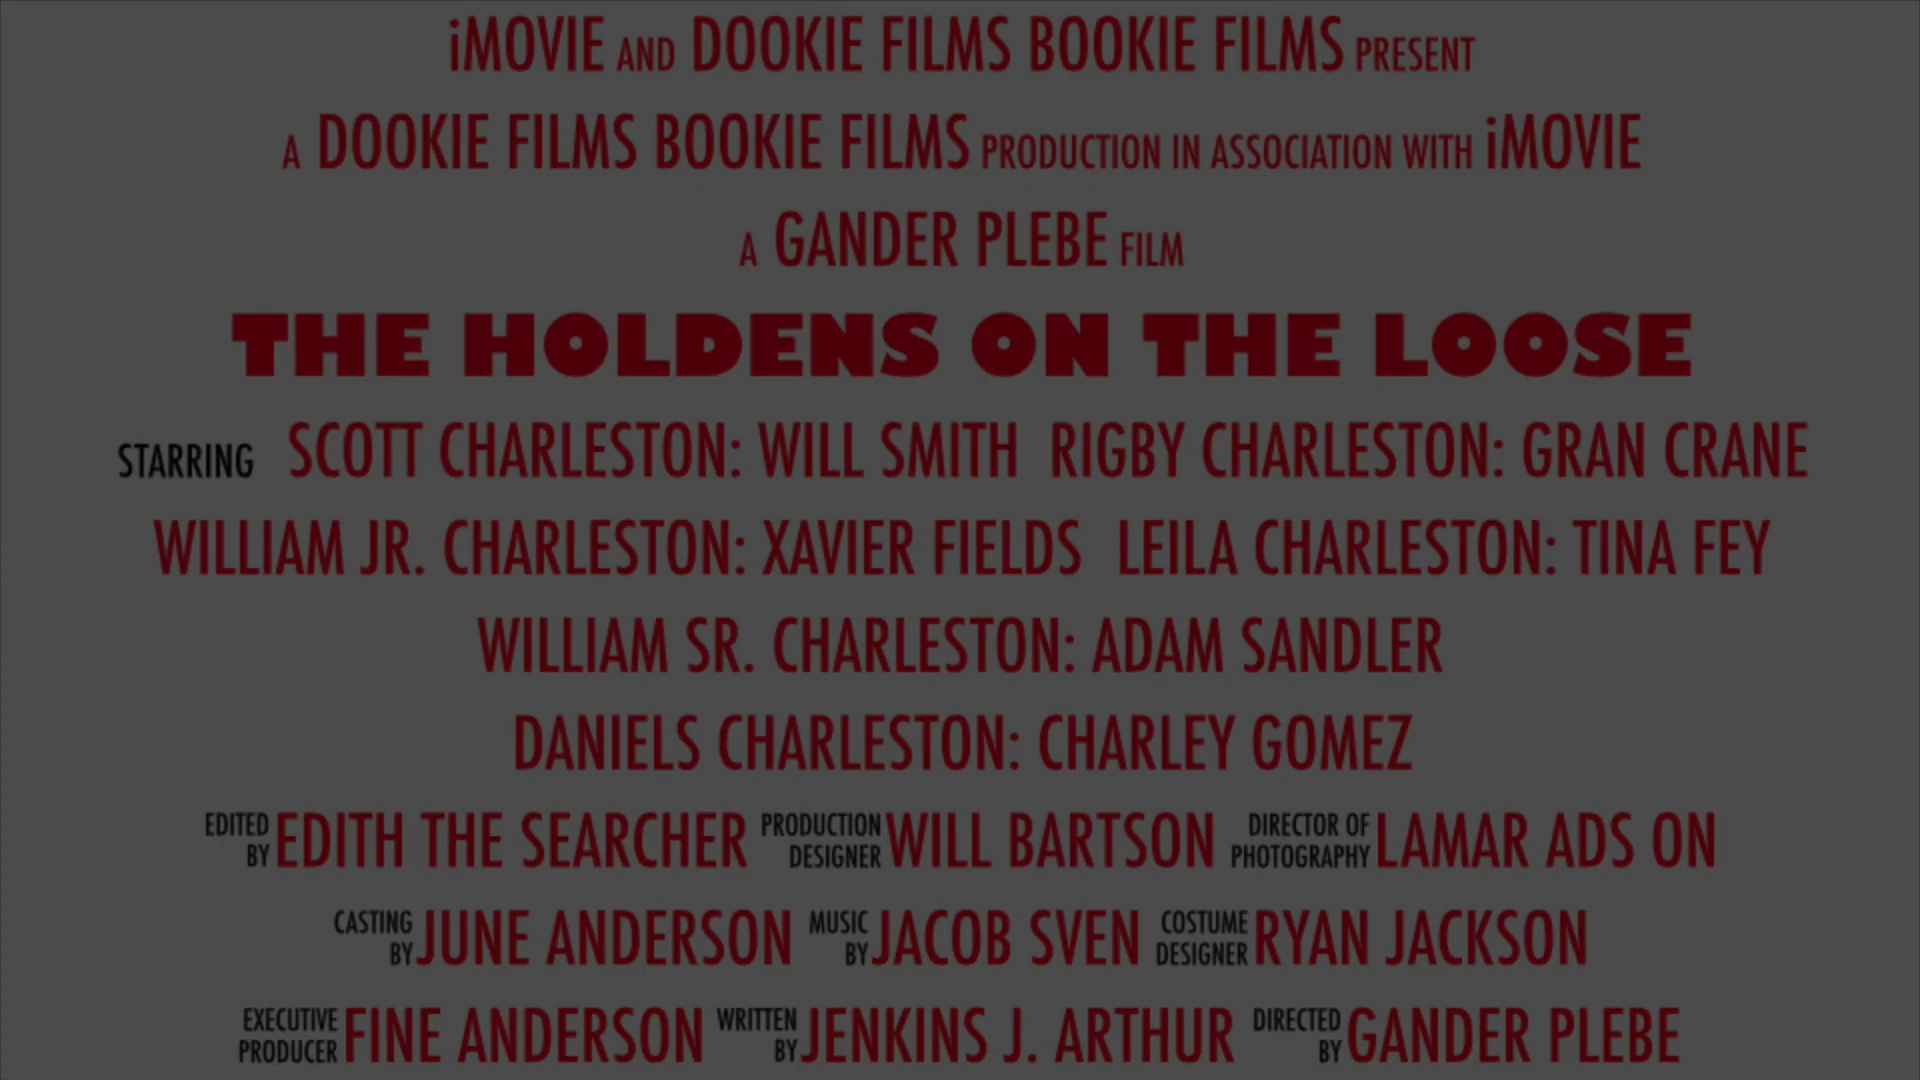 iMOVIE AND DOOKIE FILMS BOOKIE FILMS PRESENT
A DOOKIE FILMS BOOKIE FILMS PRODUCTION IN ASSOCIATION WITH iMOVIE
A GANDER PLEBE FILM
THE HOLDENS ON THE LOOSE
STARRING SCOTT CHARLESTON: WILL SMITH RIGBY CHARLESTON: GRAN CRANE
WILLIAM JR. CHARLESTON: XAVIER FIELDS LEILA CHARLESTON: TINA FEY
WILLIAM SR. CHARLESTON: ADAM SANDLER
DANIELS CHARLESTON: CHARLEY GOMEZ
EDITED BY EDITH THE SEARCHER PRODUCTION DESIGNER WILL BARTSON DIRECTOR OF PHOTOGRAPHY LAMAR ADS ON
CASTING BY JUNE ANDERSON MUSIC BY JACOB SVEN COSTUME DESIGNER RYAN JACKSON
EXECUTIVE PRODUCER FINE ANDERSON WRITTEN BY JENKINS J. ARTHUR DIRECTED BY GANDER PLEBE